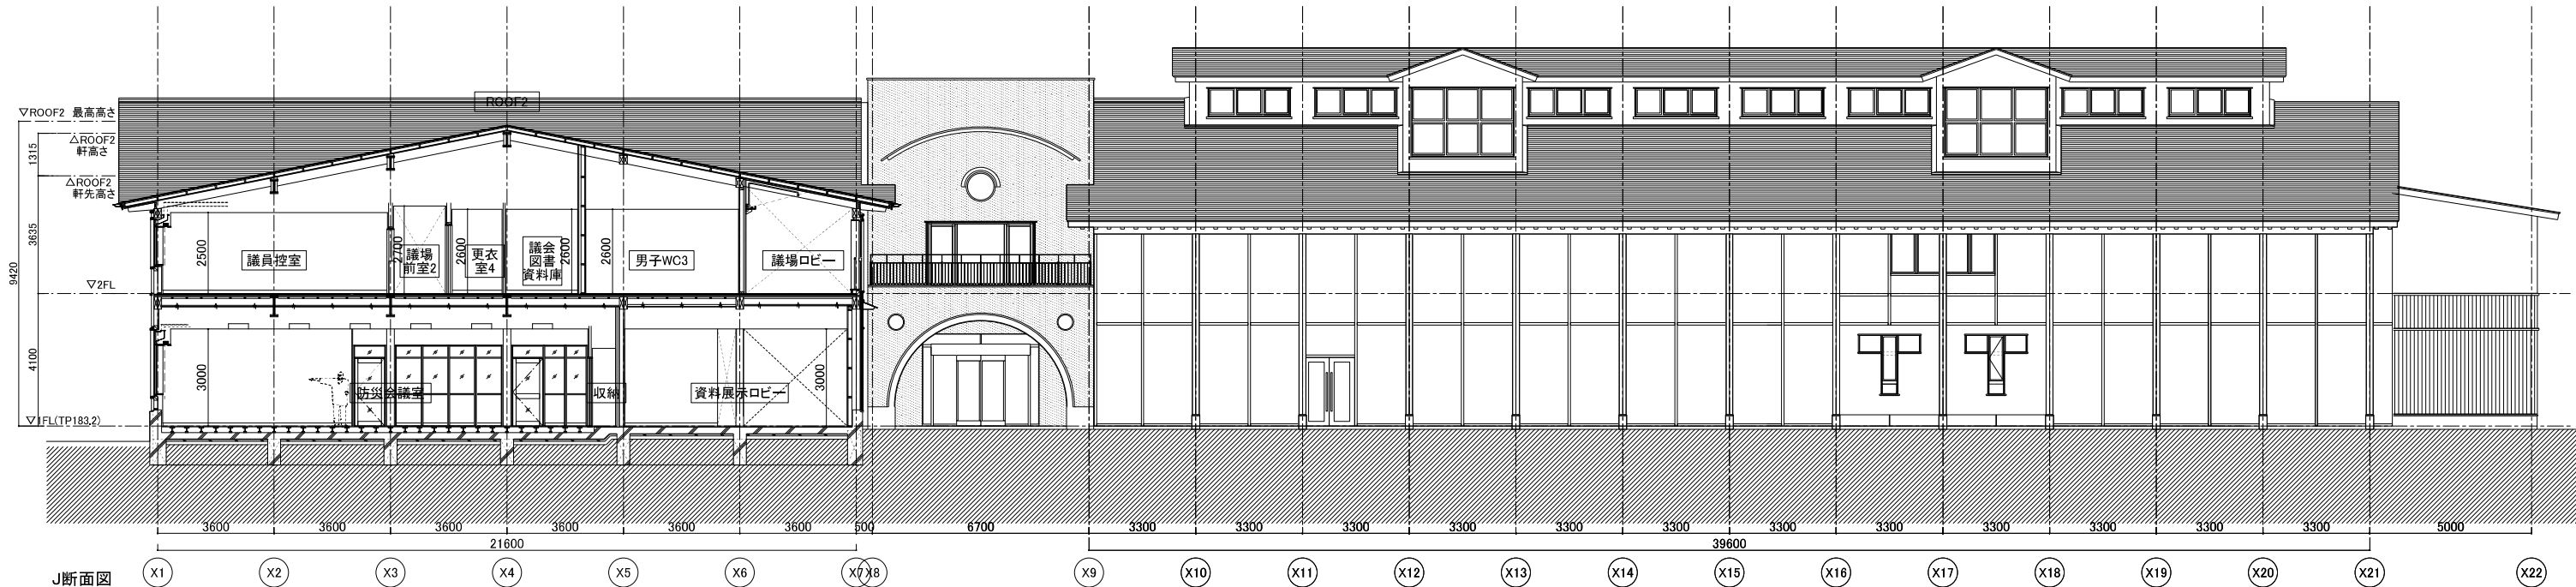 ROOF2
▽ROOF2 最高高さ
△ROOF2
軒高さ
1315
△ROOF2
軒先高さ
3635
9420
▽2FL
4100
▽1FL(TP183.2)
2500
議員控室
2700
議場
前室2
2600
更衣
室4
議会
図書
資料庫
2600
2600
男子WC3
議場ロビー
3000
防災会議室
収納
資料展示ロビー
3000
3600
3600
3600
3600
3600
3600
500
6700
3300
3300
3300
3300
3300
3300
3300
3300
3300
3300
3300
3300
5000
21600
39600
J断面図
X1
X2
X3
X4
X5
X6
X7
X8
X9
X10
X11
X12
X13
X14
X15
X16
X17
X18
X19
X20
X21
X22